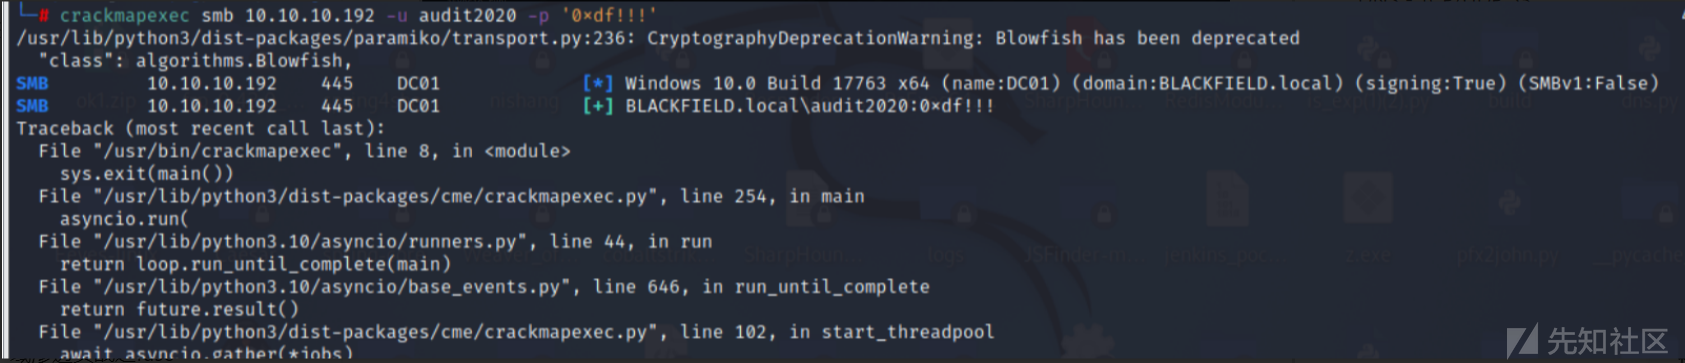 └─# crackmapexec smb 10.10.10.192 -u audit2020 -p '0×df!!!'
/usr/lib/python3/dist-packages/paramiko/transport.py:236: CryptographyDeprecationWarning: Blowfish has been deprecated
"class": algorithms.Blowfish,
SMB 10.10.10.192 445 DC01 [*] Windows 10.0 Build 17763 x64 (name:DC01) (domain:BLACKFIELD.local) (signing:True) (SMBv1:False)
SMB 10.10.10.192 445 DC01 [+] BLACKFIELD.local\audit2020:0×df!!!
Traceback (most recent call last):
File "/usr/bin/crackmapexec", line 8, in <module>
sys.exit(main())
File "/usr/lib/python3/dist-packages/cme/crackmapexec.py", line 254, in main
asyncio.run(
File "/usr/lib/python3.10/asyncio/runners.py", line 44, in run
return loop.run_until_complete(main)
File "/usr/lib/python3.10/asyncio/base_events.py", line 646, in run_until_complete
return future.result()
File "/usr/lib/python3/dist-packages/cme/crackmapexec.py", line 102, in start_threadpool
await asyncio.gather(*jobs)
先知社区